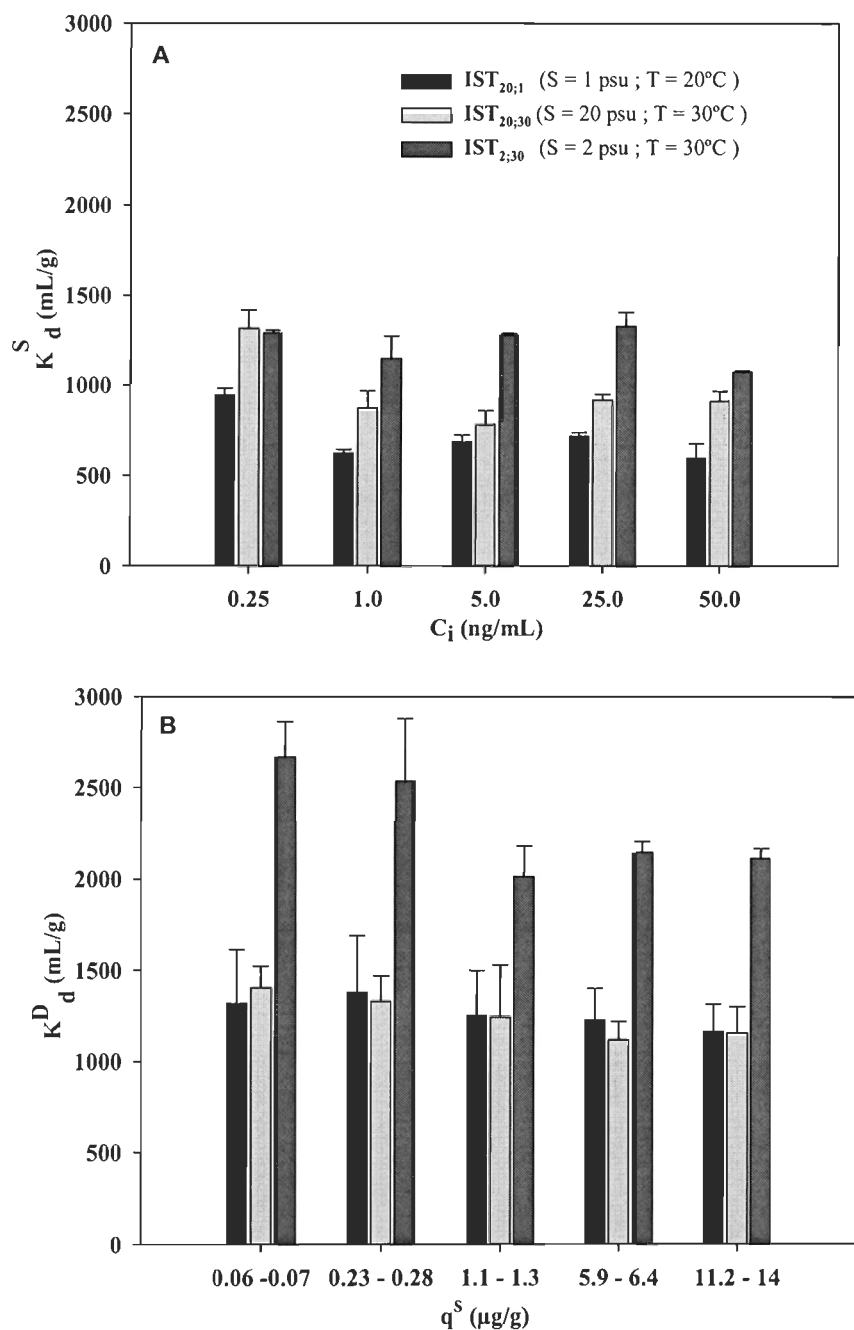 A
3000
2500
2000
1500
1000
500
0
K^S_d (mL/g)
IST20;1 (S = 1 psu ; T = 20ºC )
IST20;30 (S = 20 psu ; T = 30ºC )
IST2;30 (S = 2 psu ; T = 30ºC )
0.25 1.0 5.0 25.0 50.0
Ci (ng/mL)
B
3000
2500
2000
1500
1000
500
0
K^D_d (mL/g)
0.06 -0.07 0.23 - 0.28 1.1 - 1.3 5.9 - 6.4 11.2 - 14
q^S (µg/g)